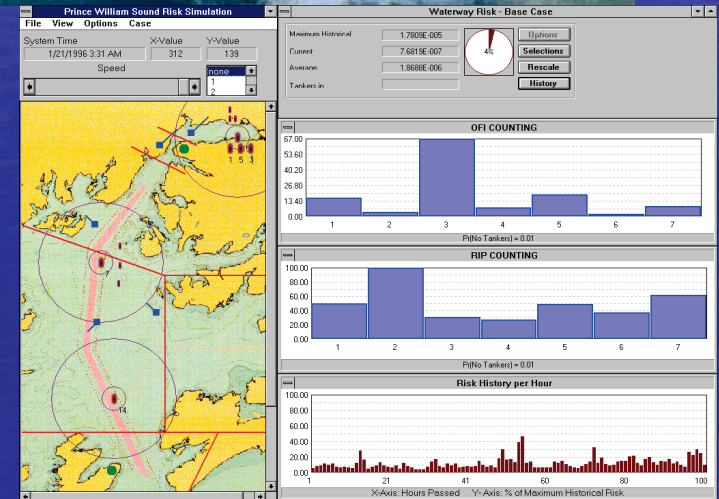 Prince William Sound Risk Simulation
File View Options Case
System Time X-Value Y-Value
1/21/1996 3:31 AM 312 139
Speed
none
1
2
1 5 3
7
14
Waterway Risk - Base Case
Maximum Historical 1.7809E-005
Current 7.6819E-007
Average 1.8688E-006
Tankers in
4%
Options
Selections
Rescale
History
OFI COUNTING
67.00
53.60
40.20
26.80
13.40
0.00
1 2 3 4 5 6 7
Pr(No Tankers) = 0.01
RIP COUNTING
100.00
80.00
60.00
40.00
20.00
0.00
1 2 3 4 5 6 7
Pr(No Tankers) = 0.01
Risk History per Hour
100.00
80.00
60.00
40.00
20.00
0.00
1 21 41 60 80 100
X-Axis: Hours Passed Y-Axis: % of Maximum Historical Risk